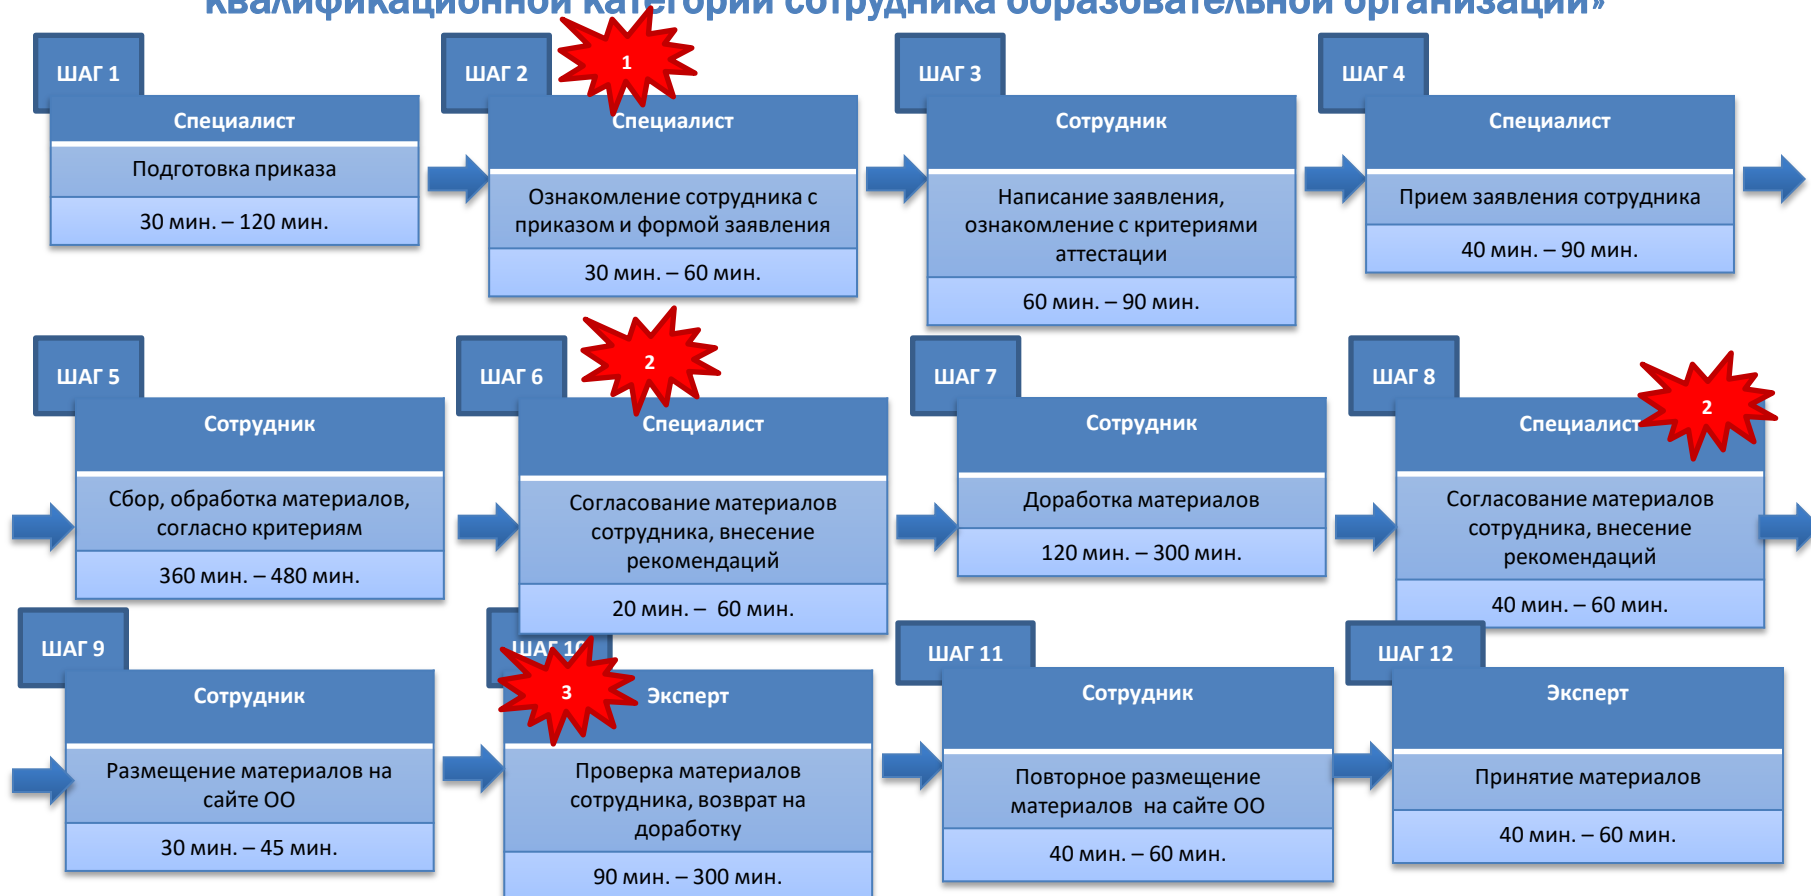 квалификационной категории сотрудника образовательной организации»
ШАГ 1
Специалист
Подготовка приказа
30 мин. – 120 мин.
ШАГ 2
1
Специалист
Ознакомление сотрудника с
приказом и формой заявления
30 мин. – 60 мин.
ШАГ 3
Сотрудник
Написание заявления,
ознакомление с критериями
аттестации
60 мин. – 90 мин.
ШАГ 4
Специалист
Прием заявления сотрудника
40 мин. – 90 мин.
ШАГ 5
Сотрудник
Сбор, обработка материалов,
согласно критериям
360 мин. – 480 мин.
ШАГ 6
2
Специалист
Согласование материалов
сотрудника, внесение
рекомендаций
20 мин. –  60 мин.
ШАГ 7
Сотрудник
Доработка материалов
120 мин. – 300 мин.
ШАГ 8
2
Специалист
Согласование материалов
сотрудника, внесение
рекомендаций
40 мин. – 60 мин.
ШАГ 9
Сотрудник
Размещение материалов на
сайте ОО
30 мин. – 45 мин.
ШАГ 10
3
Эксперт
Проверка материалов
сотрудника, возврат на
доработку
90 мин. – 300 мин.
ШАГ 11
Сотрудник
Повторное размещение
материалов  на сайте ОО
40 мин. – 60 мин.
ШАГ 12
Эксперт
Принятие материалов
40 мин. – 60 мин.